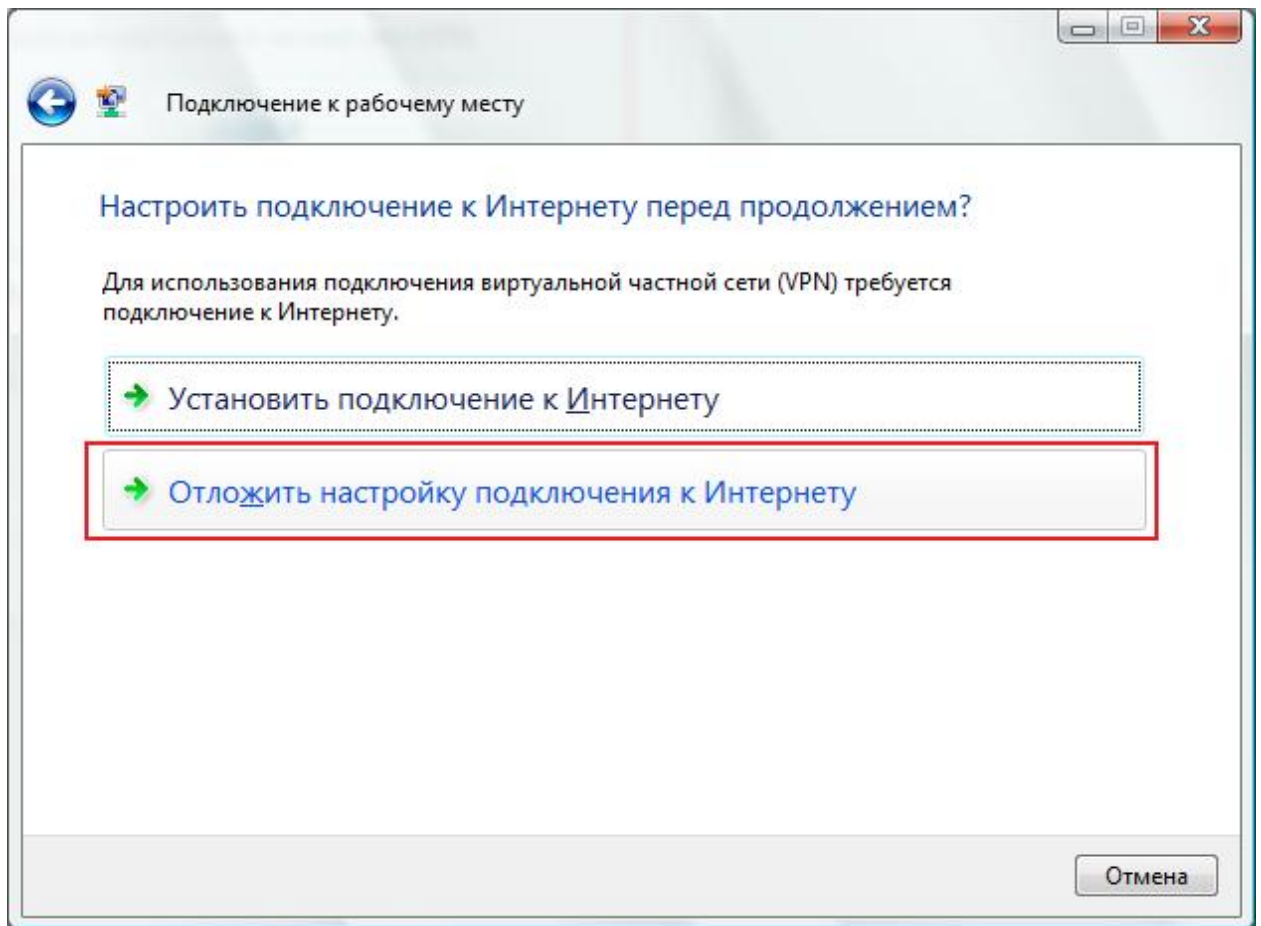 Подключение к рабочему месту
Настроить подключение к Интернету перед продолжением?
Для использования подключения виртуальной частной сети (VPN) требуется
подключение к Интернету.
Установить подключение к Интернету
Отложить настройку подключения к Интернету
Отмена